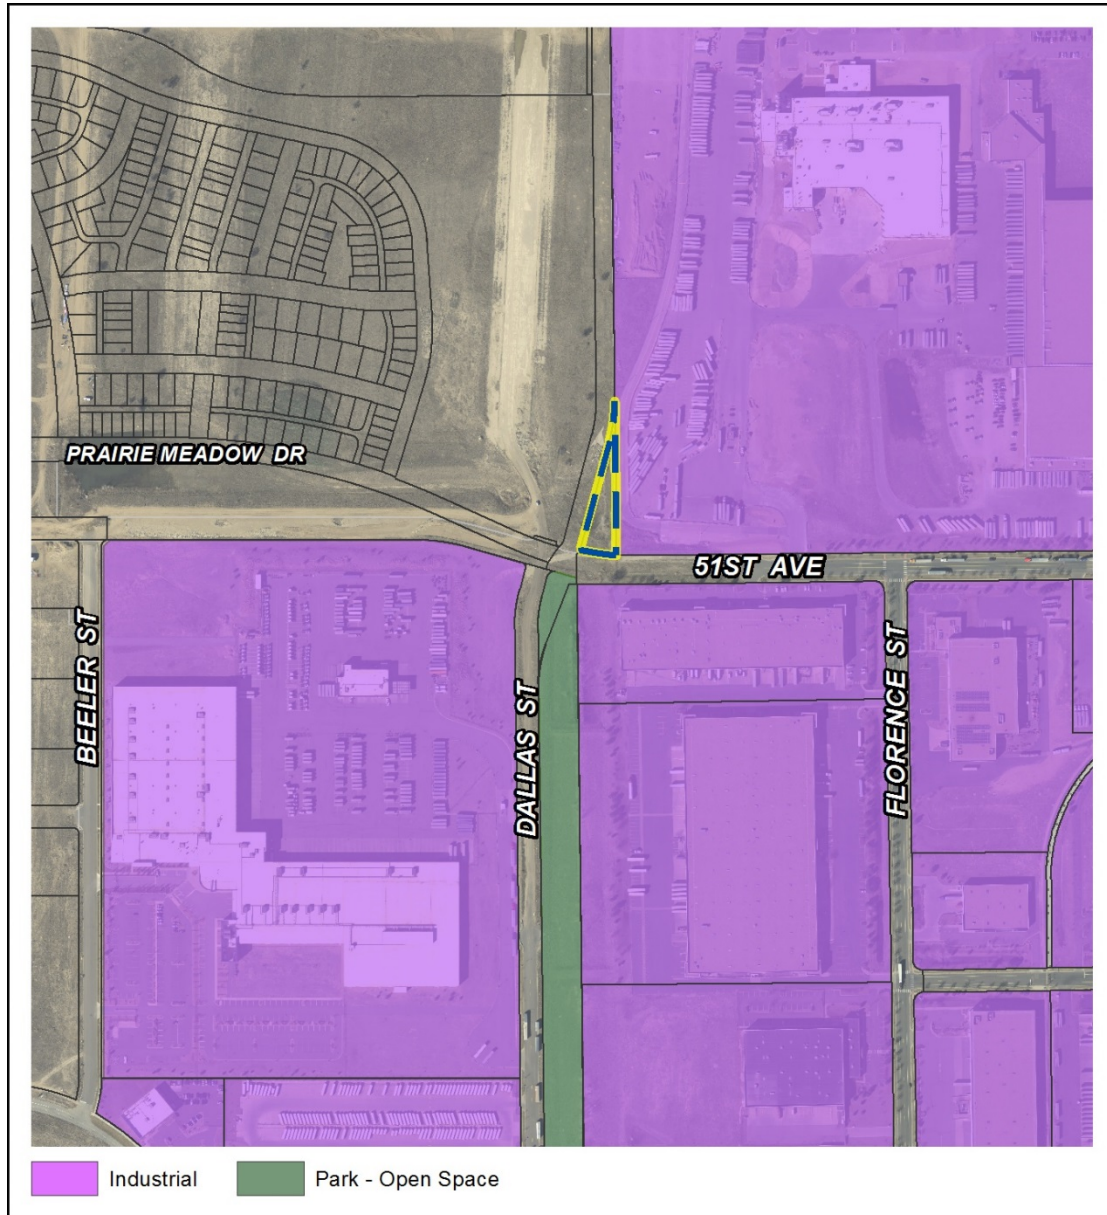 PRAIRIE MEADOW DR
51ST AVE
BEELER ST
DALLAS ST
FLORENCE ST
Industrial
Park - Open Space